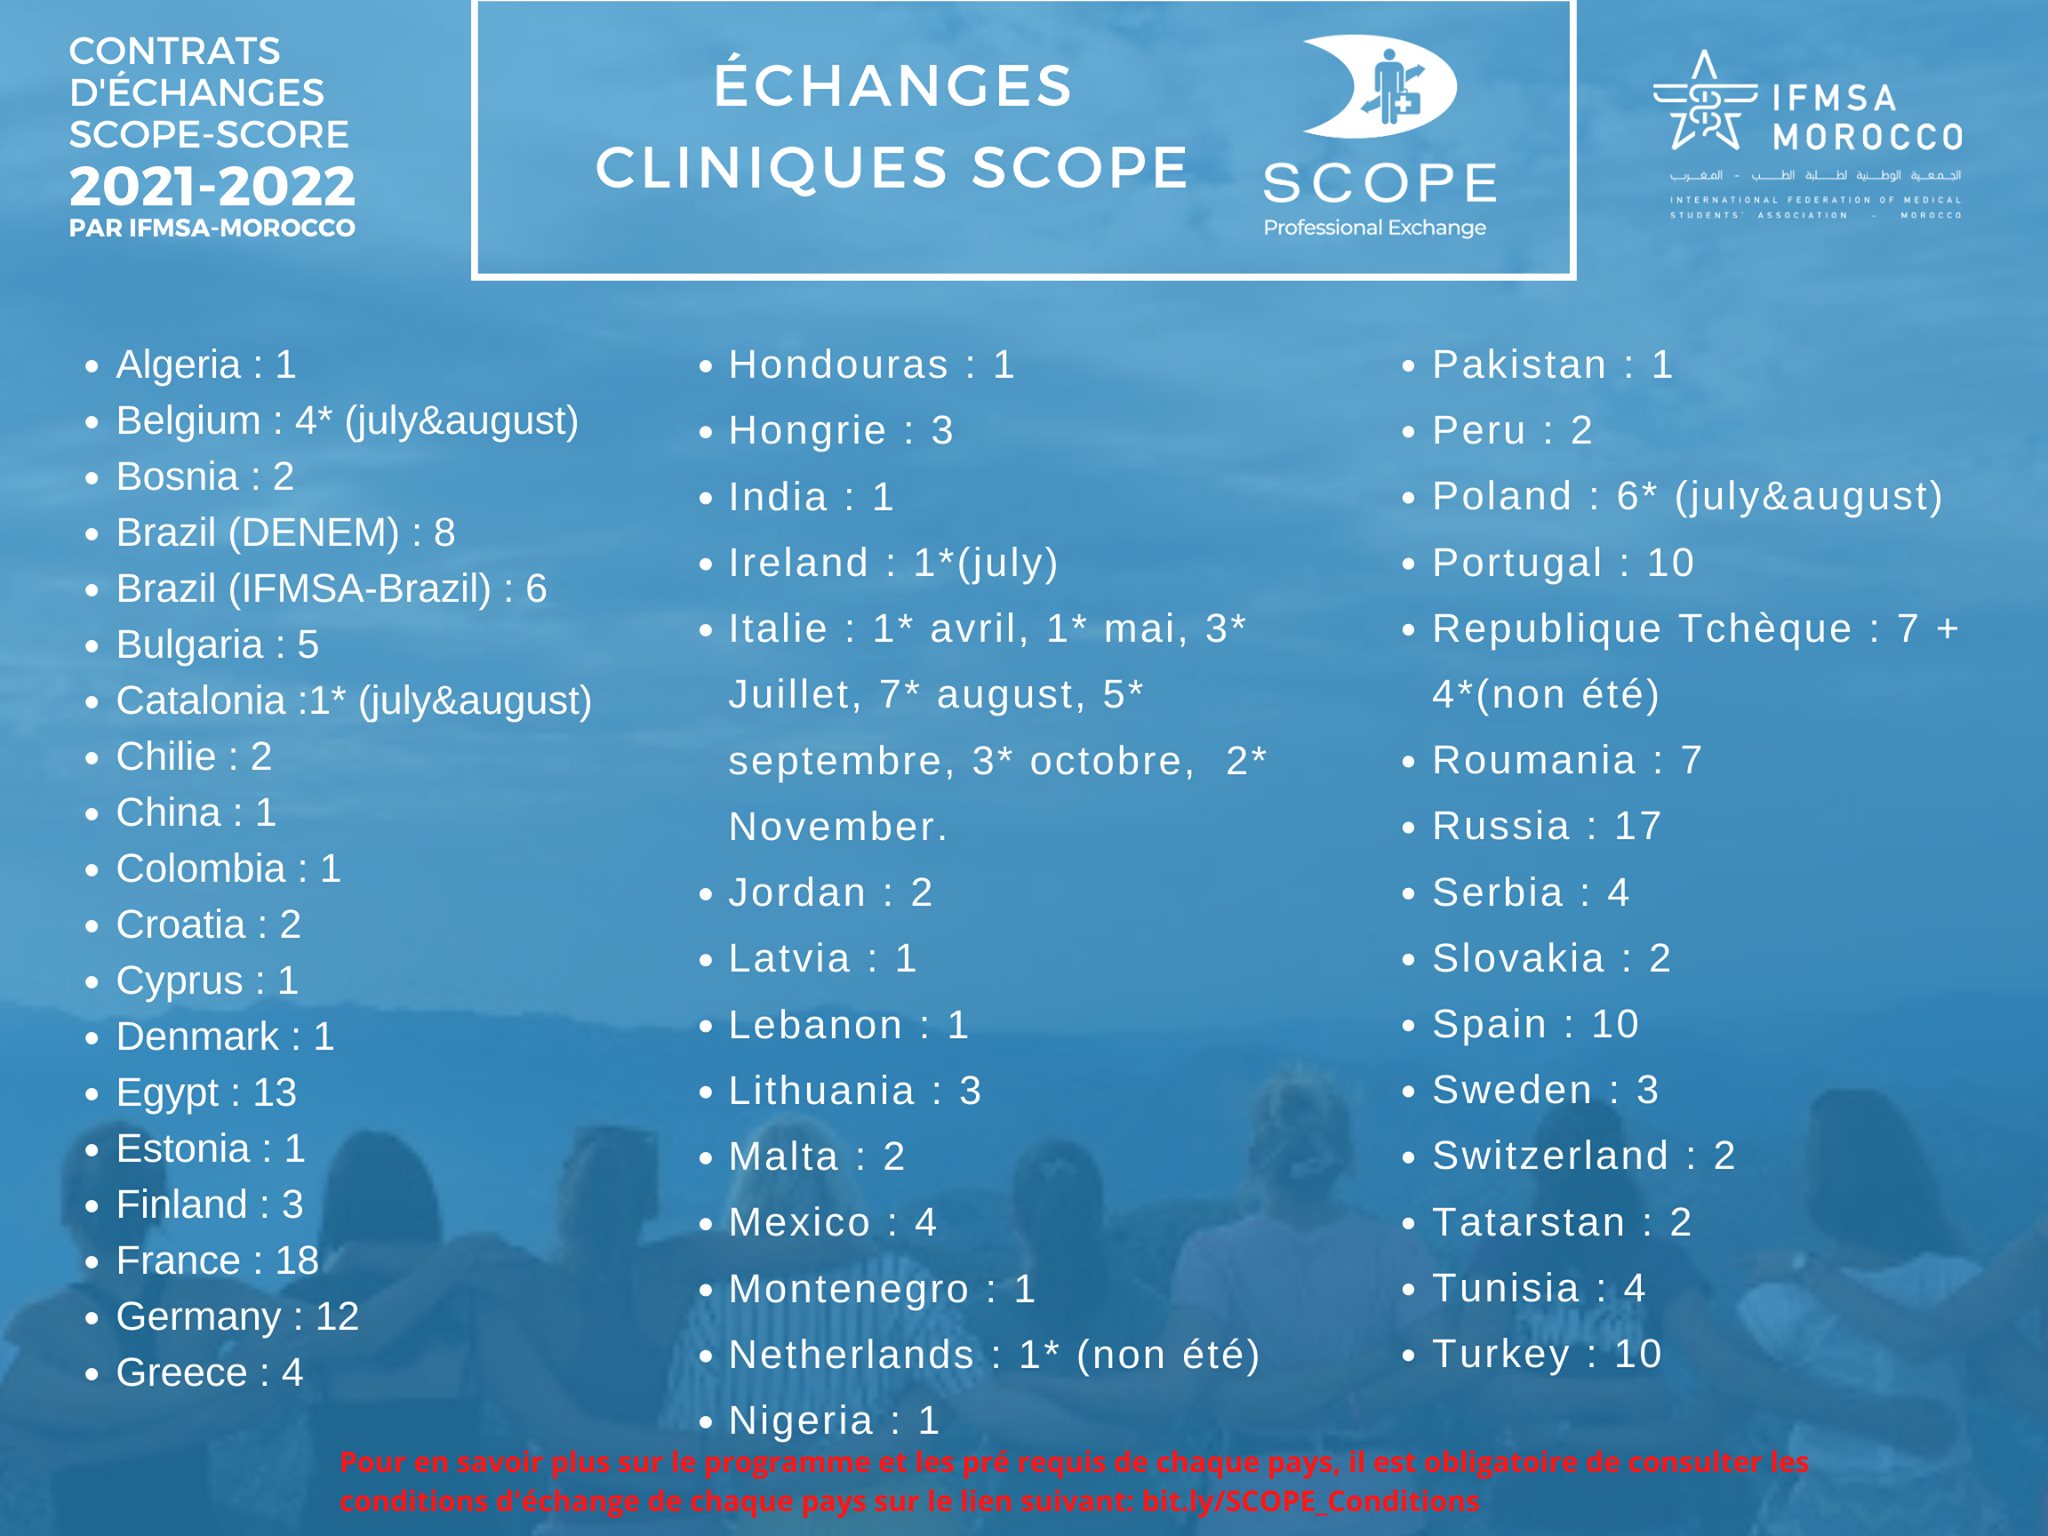 CONTRATS
D'ÉCHANGES
SCOPE-SCORE
2021-2022
PAR IFMSA-MOROCCO
ÉCHANGES
CLINIQUES SCOPE
SCOPE
Professional Exchange
IFMSA
MOROCCO
الجمعية الوطنية لطلبة الطب - المغرب
INTERNATIONAL FEDERATION OF MEDICAL
STUDENTS' ASSOCIATION - MOROCCO
• Algeria : 1
• Belgium : 4* (july&august)
• Bosnia : 2
• Brazil (DENEM) : 8
• Brazil (IFMSA-Brazil) : 6
• Bulgaria : 5
• Catalonia :1* (july&august)
• Chilie : 2
• China : 1
• Colombia : 1
• Croatia : 2
• Cyprus : 1
• Denmark : 1
• Egypt : 13
• Estonia : 1
• Finland : 3
• France : 18
• Germany : 12
• Greece : 4
• Hondouras : 1
• Hongrie : 3
• India : 1
• Ireland : 1*(july)
• Italie : 1* avril, 1* mai, 3*
Juillet, 7* august, 5*
septembre, 3* octobre, 2*
November.
• Jordan : 2
• Latvia : 1
• Lebanon : 1
• Lithuania : 3
• Malta : 2
• Mexico : 4
• Montenegro : 1
• Netherlands : 1* (non été)
• Nigeria : 1
• Pakistan : 1
• Peru : 2
• Poland : 6* (july&august)
• Portugal : 10
• Republique Tchèque : 7 +
4*(non été)
• Roumania : 7
• Russia : 17
• Serbia : 4
• Slovakia : 2
• Spain : 10
• Sweden : 3
• Switzerland : 2
• Tatarstan : 2
• Tunisia : 4
• Turkey : 10
Pour en savoir plus sur le programme et les pré requis de chaque pays, il est obligatoire de consulter les
conditions d'échange de chaque pays sur le lien suivant: bit.ly/SCOPE_Conditions